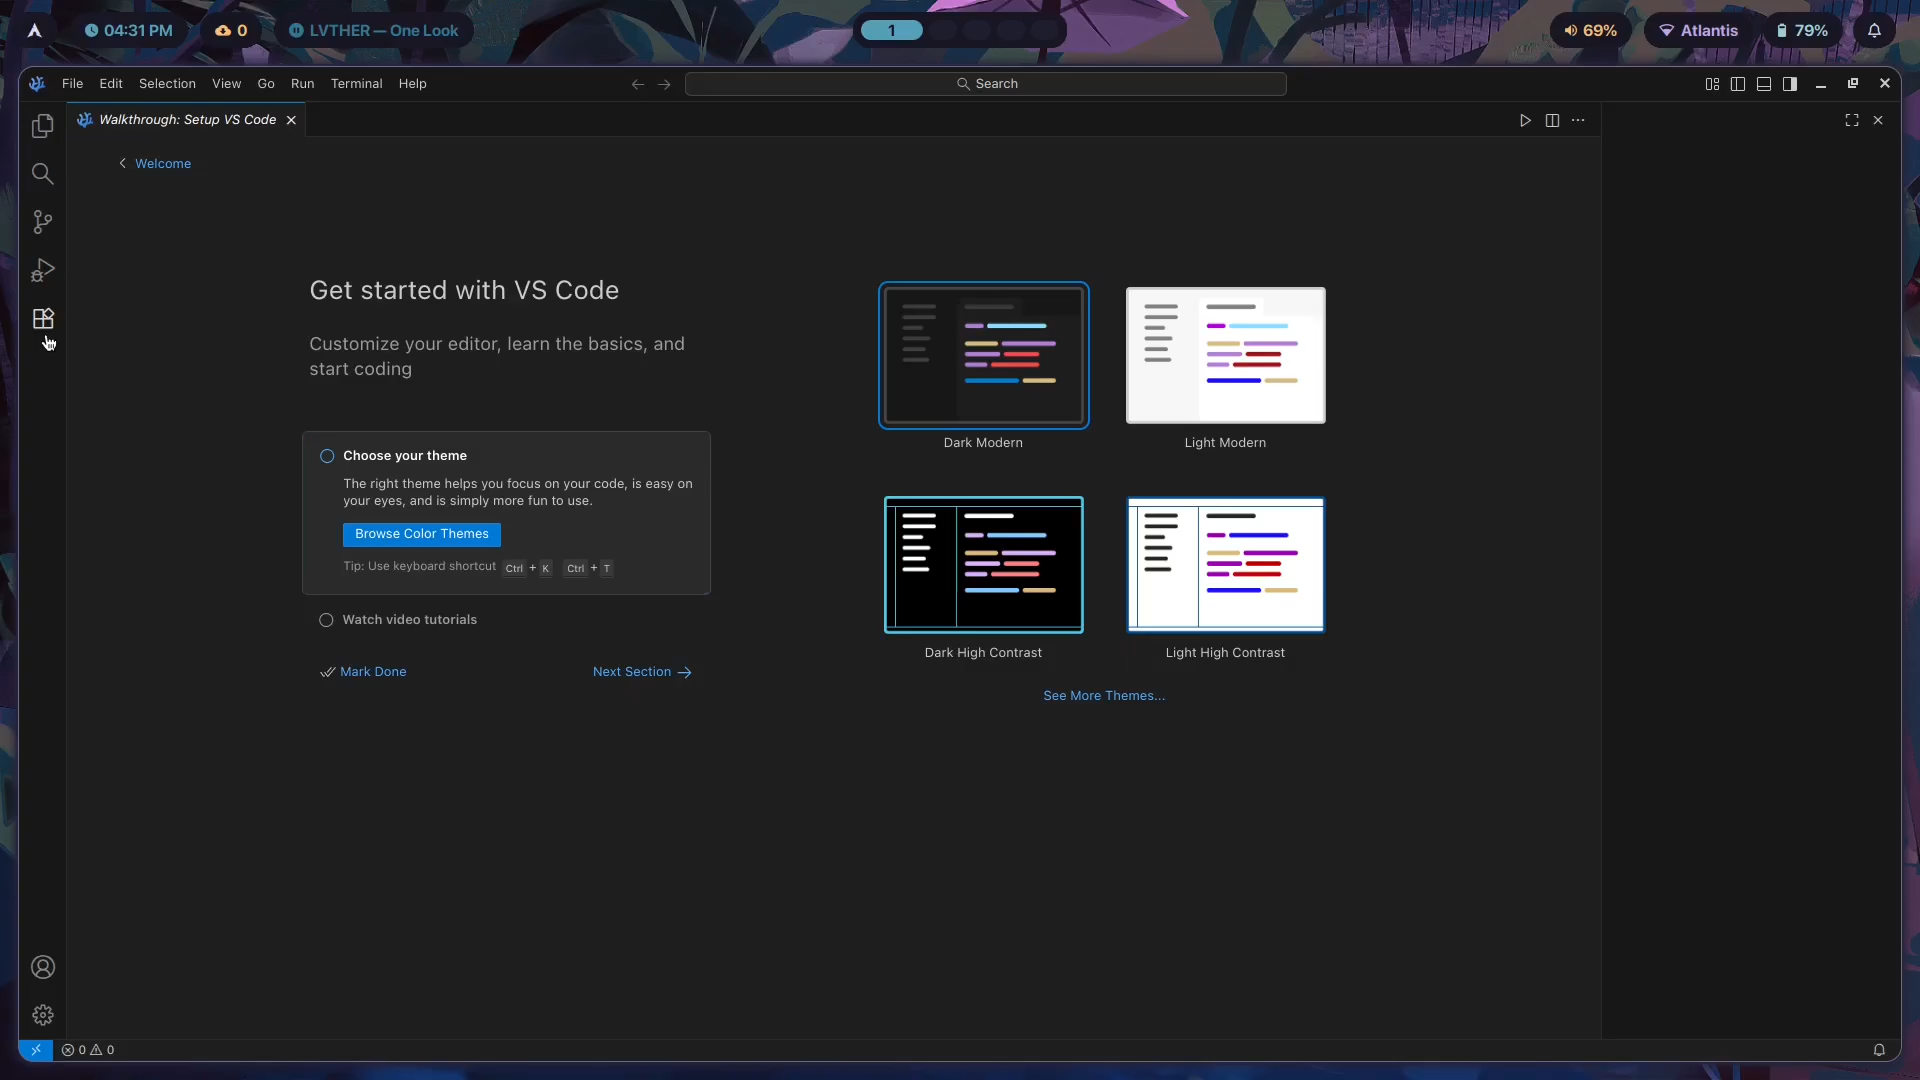 04:31 PM
0
LVTHER — One Look
1
69%
Atlantis
79%
File Edit Selection View Go Run Terminal Help
Search
Walkthrough: Setup VS Code
Welcome
Get started with VS Code
Customize your editor, learn the basics, and
start coding
Choose your theme
The right theme helps you focus on your code, is easy on
your eyes, and is simply more fun to use.
Browse Color Themes
Tip: Use keyboard shortcut Ctrl + K Ctrl + T
Watch video tutorials
Mark Done
Next Section
Dark Modern
Light Modern
Dark High Contrast
Light High Contrast
See More Themes...
0 0